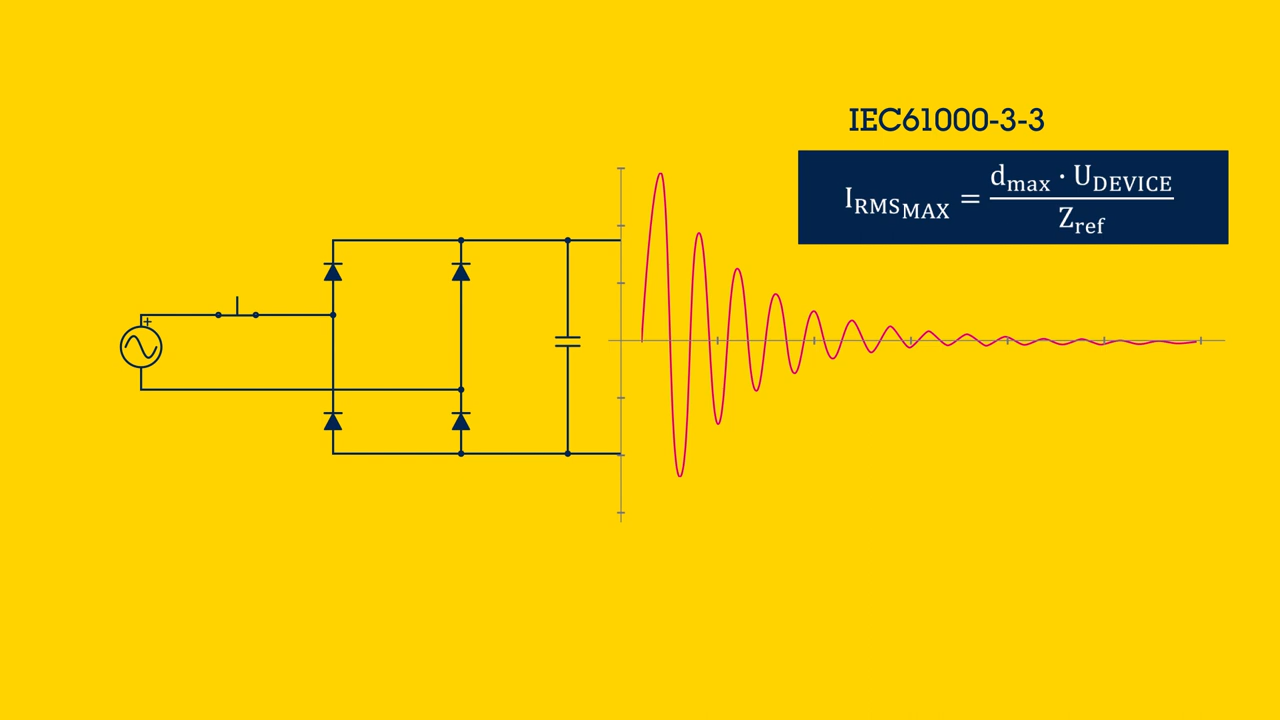 IEC61000-3-3
I_RMS_MAX = d_max · U_DEVICE / Z_ref
+